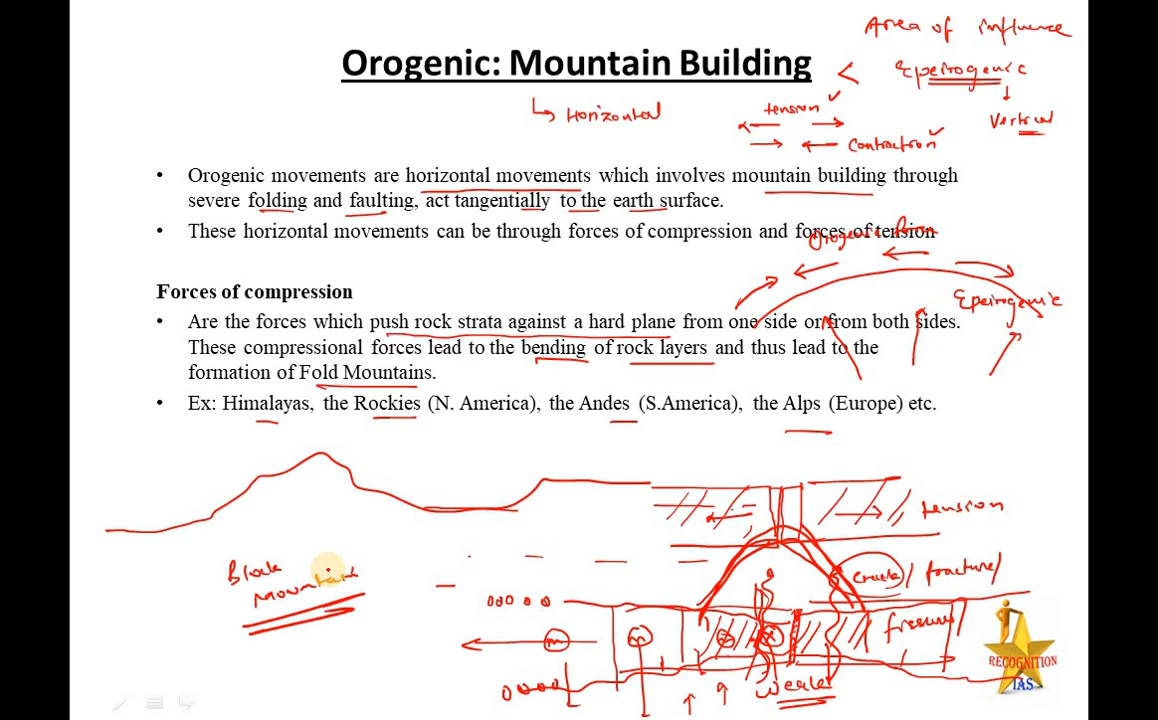 Area of influence
Orogenic: Mountain Building < Epeirogenic
↳ Horizontal
tension
Vertical
Contraction
• Orogenic movements are horizontal movements which involves mountain building through
severe folding and faulting, act tangentially to the earth surface.
• These horizontal movements can be through forces of compression and forces of tension
Orogenic
Forces of compression
Epeirogenic
• Are the forces which push rock strata against a hard plane from one side or from both sides.
These compressional forces lead to the bending of rock layers and thus lead to the
formation of Fold Mountains.
• Ex: Himalayas, the Rockies (N. America), the Andes (S.America), the Alps (Europe) etc.
tension
Block
Mountain
Cracks/ fracture/
RECOGNITION
IAS